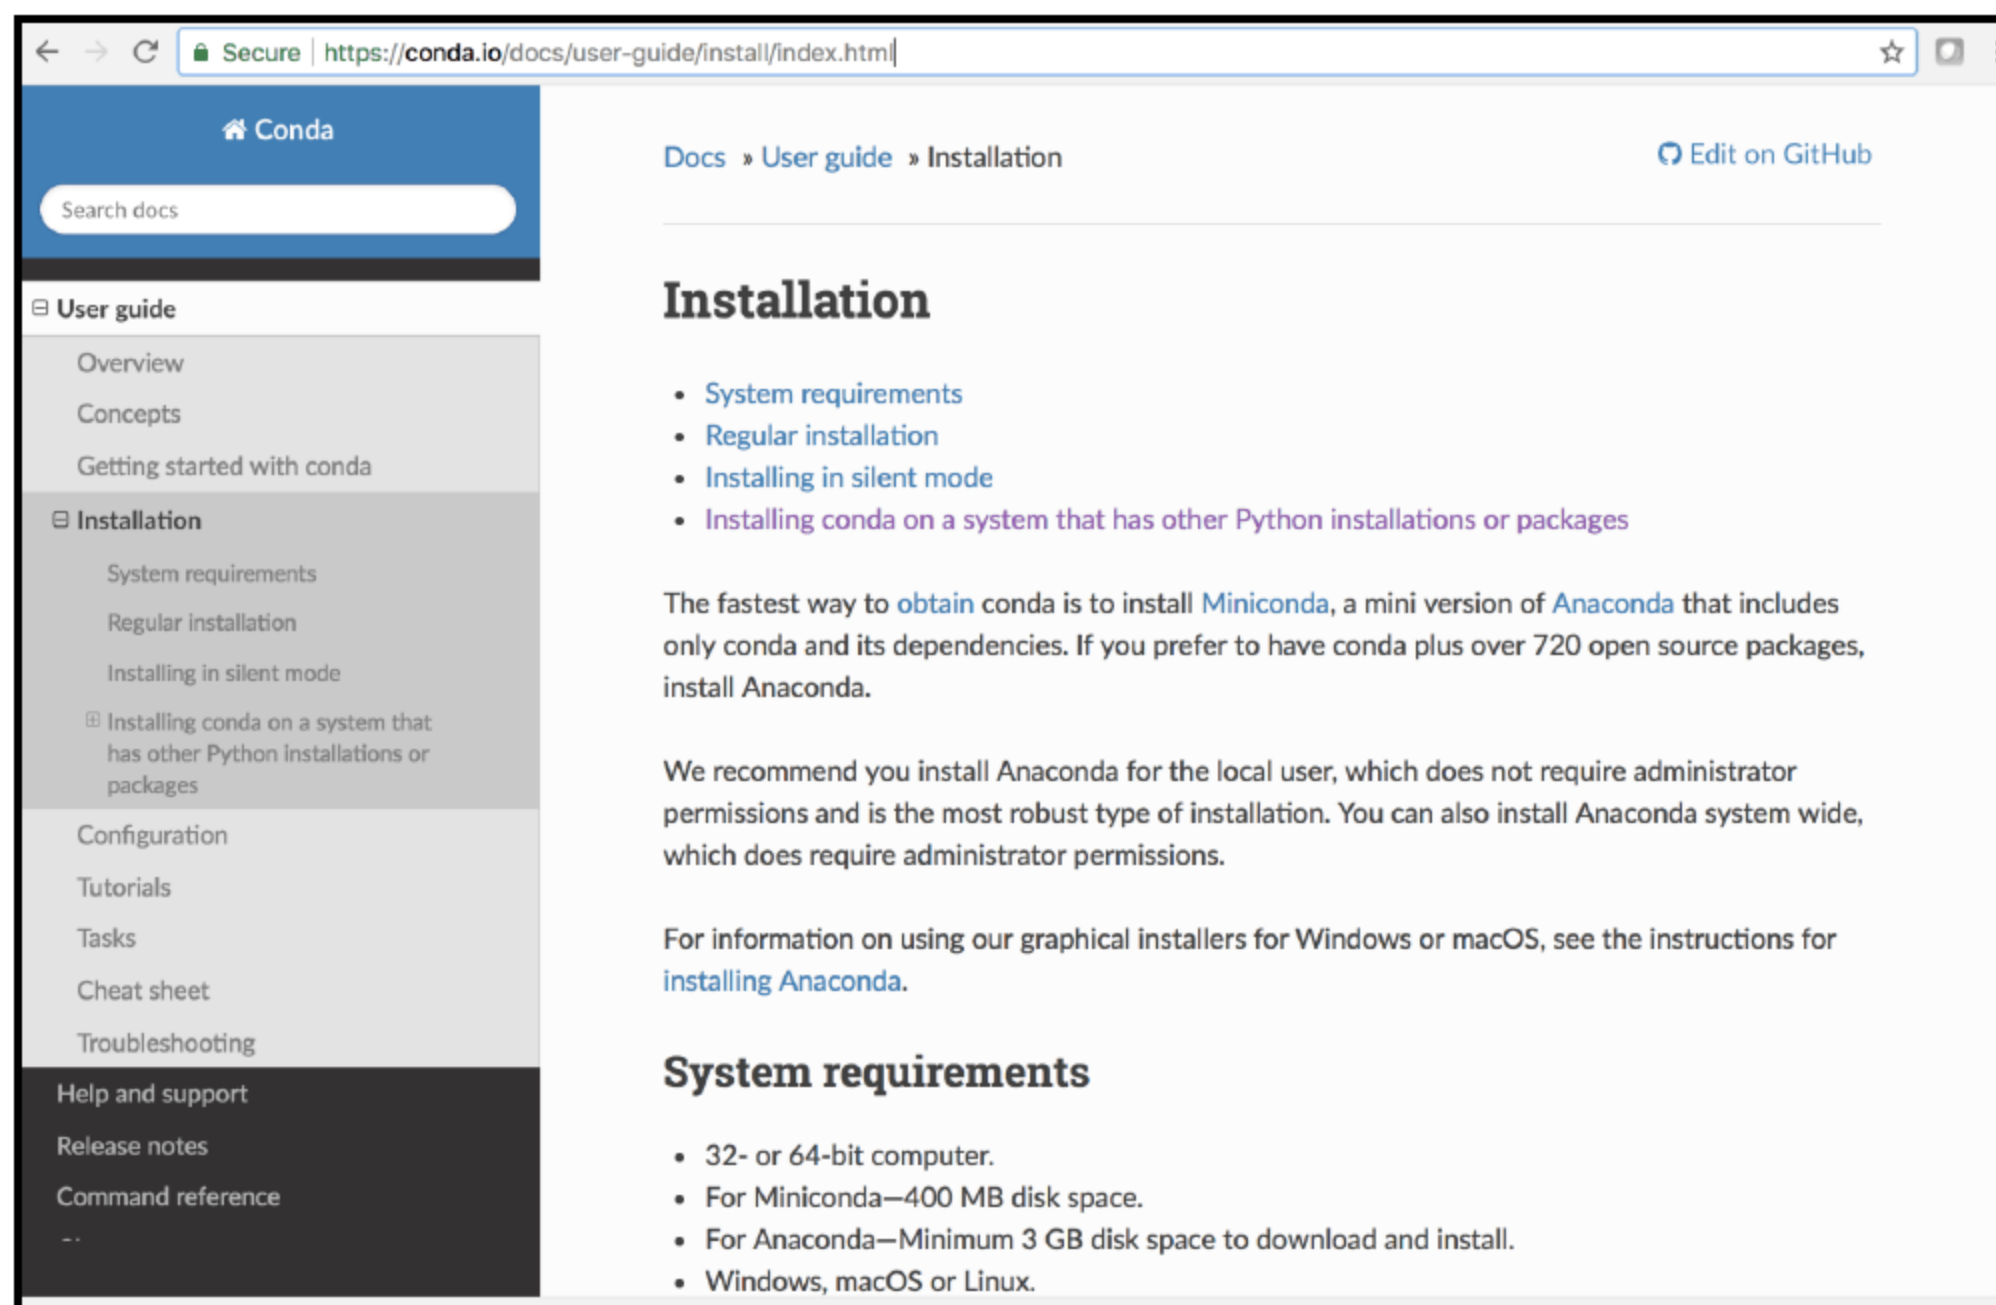 Secure https://conda.io/docs/user-guide/install/index.html
Conda
Search docs
User guide
Overview
Concepts
Getting started with conda
Installation
System requirements
Regular installation
Installing in silent mode
Installing conda on a system that
has other Python installations or
packages
Configuration
Tutorials
Tasks
Cheat sheet
Troubleshooting
Help and support
Release notes
Command reference
Docs » User guide » Installation
Edit on GitHub
Installation
• System requirements
• Regular installation
• Installing in silent mode
• Installing conda on a system that has other Python installations or packages
The fastest way to obtain conda is to install Miniconda, a mini version of Anaconda that includes
only conda and its dependencies. If you prefer to have conda plus over 720 open source packages,
install Anaconda.
We recommend you install Anaconda for the local user, which does not require administrator
permissions and is the most robust type of installation. You can also install Anaconda system wide,
which does require administrator permissions.
For information on using our graphical installers for Windows or macOS, see the instructions for
installing Anaconda.
System requirements
• 32- or 64-bit computer.
• For Miniconda—400 MB disk space.
• For Anaconda—Minimum 3 GB disk space to download and install.
• Windows, macOS or Linux.